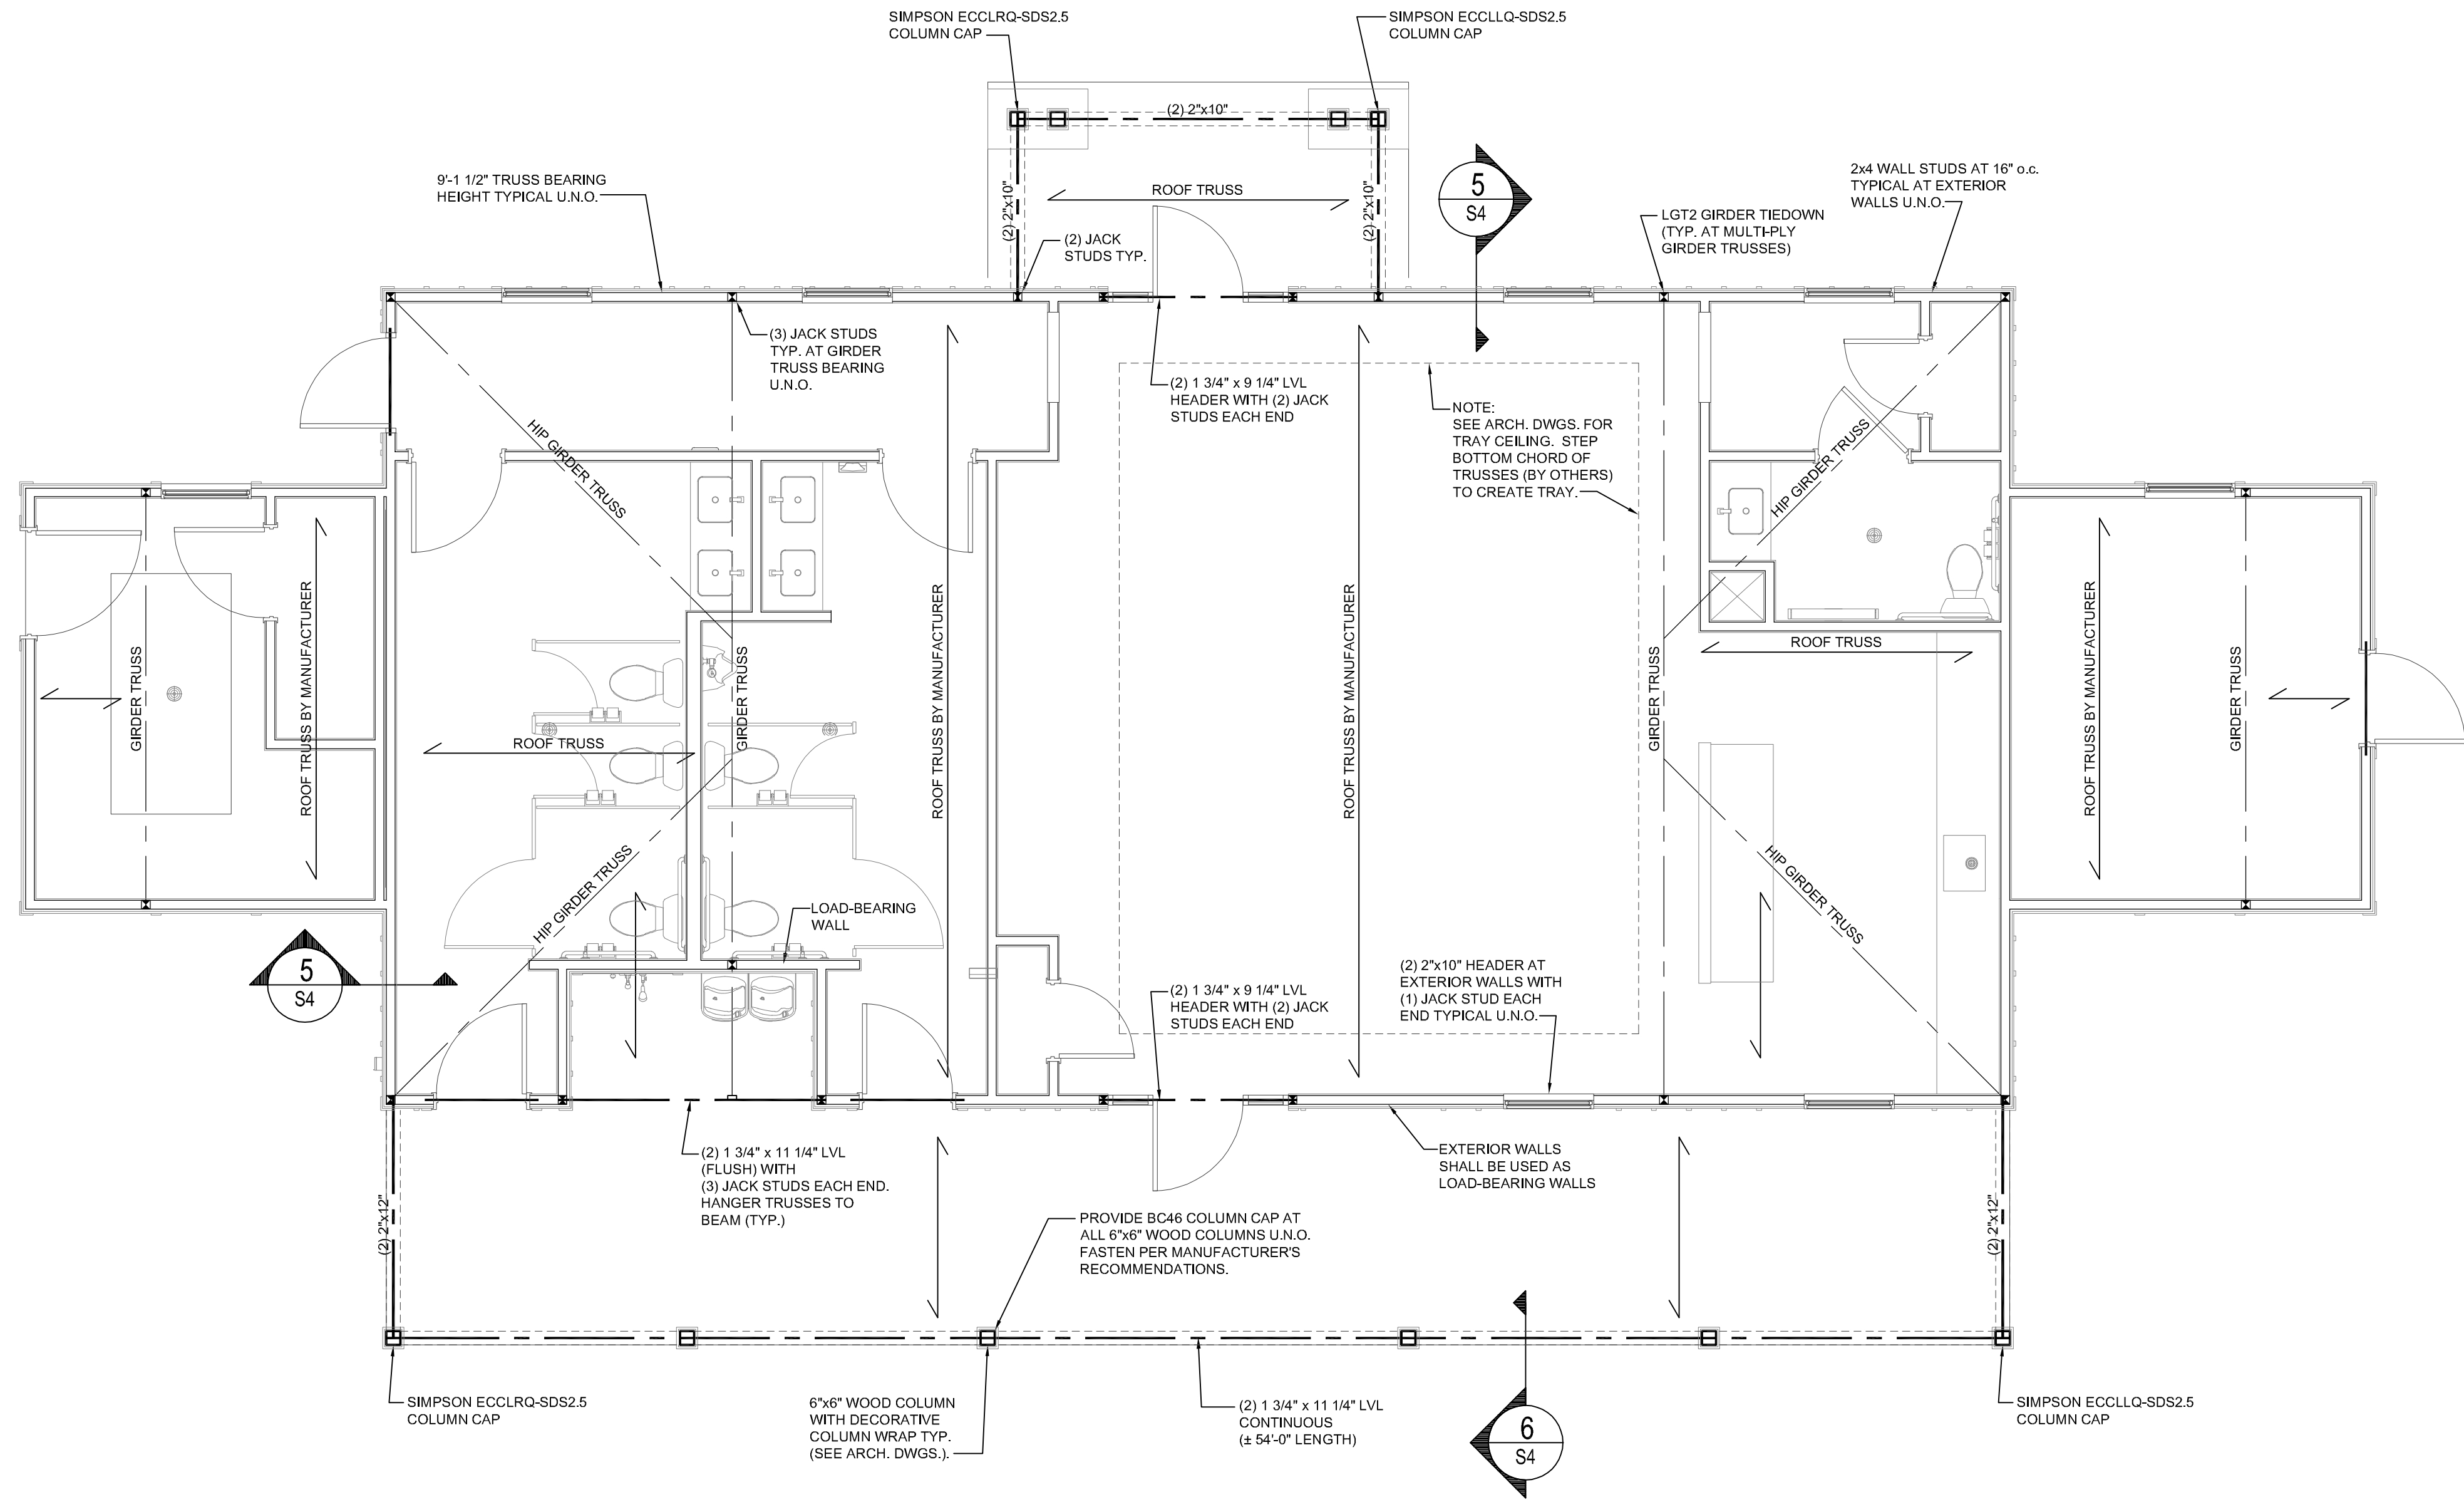 SIMPSON ECCLRQ-SDS2.5
COLUMN CAP
SIMPSON ECCLLQ-SDS2.5
COLUMN CAP
(2) 2"x10"
9'-1 1/2" TRUSS BEARING
HEIGHT TYPICAL U.N.O.
(2) 2"x10"
ROOF TRUSS
(2) 2"x10"
5
S4
2x4 WALL STUDS AT 16" o.c.
TYPICAL AT EXTERIOR
WALLS U.N.O.
LGT2 GIRDER TIEDOWN
(TYP. AT MULTI-PLY
GIRDER TRUSSES)
(2) JACK
STUDS TYP.
(3) JACK STUDS
TYP. AT GIRDER
TRUSS BEARING
U.N.O.
(2) 1 3/4" x 9 1/4" LVL
HEADER WITH (2) JACK
STUDS EACH END
NOTE:
SEE ARCH. DWGS. FOR
TRAY CEILING. STEP
BOTTOM CHORD OF
TRUSSES (BY OTHERS)
TO CREATE TRAY.
HIP GIRDER TRUSS
HIP GIRDER TRUSS
GIRDER TRUSS
ROOF TRUSS BY MANUFACTURER
ROOF TRUSS
GIRDER TRUSS
ROOF TRUSS BY MANUFACTURER
ROOF TRUSS BY MANUFACTURER
GIRDER TRUSS
ROOF TRUSS
ROOF TRUSS BY MANUFACTURER
GIRDER TRUSS
HIP GIRDER TRUSS
HIP GIRDER TRUSS
LOAD-BEARING
WALL
5
S4
(2) 1 3/4" x 9 1/4" LVL
HEADER WITH (2) JACK
STUDS EACH END
(2) 2"x10" HEADER AT
EXTERIOR WALLS WITH
(1) JACK STUD EACH
END TYPICAL U.N.O.
(2) 1 3/4" x 11 1/4" LVL
(FLUSH) WITH
(3) JACK STUDS EACH END.
HANGER TRUSSES TO
BEAM (TYP.)
EXTERIOR WALLS
SHALL BE USED AS
LOAD-BEARING WALLS
(2) 2"x12"
PROVIDE BC46 COLUMN CAP AT
ALL 6"x6" WOOD COLUMNS U.N.O.
FASTEN PER MANUFACTURER'S
RECOMMENDATIONS.
(2) 2"x12"
SIMPSON ECCLRQ-SDS2.5
COLUMN CAP
6"x6" WOOD COLUMN
WITH DECORATIVE
COLUMN WRAP TYP.
(SEE ARCH. DWGS.).
(2) 1 3/4" x 11 1/4" LVL
CONTINUOUS
(± 54'-0" LENGTH)
6
S4
SIMPSON ECCLLQ-SDS2.5
COLUMN CAP